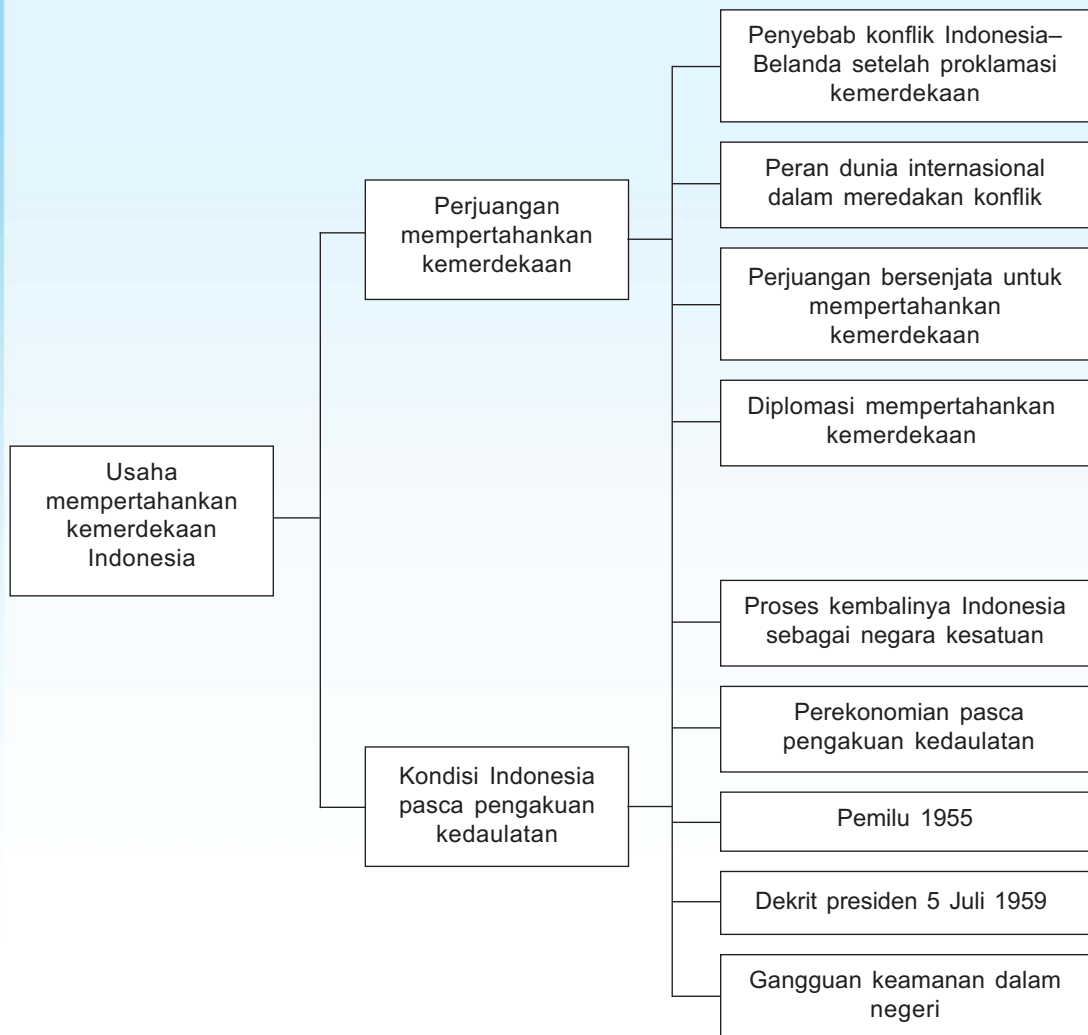 Usaha
mempertahankan
kemerdekaan
Indonesia
Perjuangan
mempertahankan
kemerdekaan
Penyebab konflik Indonesia–
Belanda setelah proklamasi
kemerdekaan
Peran dunia internasional
dalam meredakan konflik
Perjuangan bersenjata untuk
mempertahankan
kemerdekaan
Diplomasi mempertahankan
kemerdekaan
Kondisi Indonesia
pasca pengakuan
kedaulatan
Proses kembalinya Indonesia
sebagai negara kesatuan
Perekonomian pasca
pengakuan kedaulatan
Pemilu 1955
Dekrit presiden 5 Juli 1959
Gangguan keamanan dalam
negeri